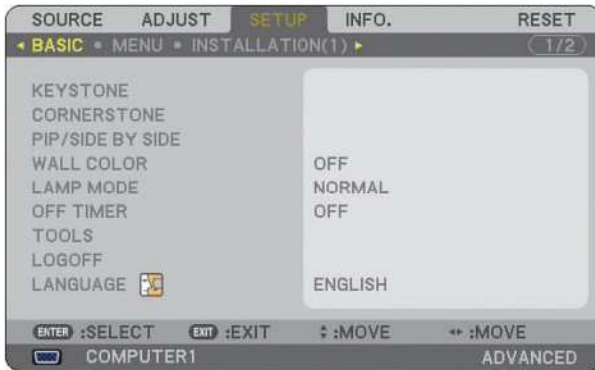 SOURCE ADJUST SETUP INFO. RESET
BASIC • MENU • INSTALLATION(1) 1/2
KEYSTONE
CORNERSTONE
PIP/SIDE BY SIDE
WALL COLOR OFF
LAMP MODE NORMAL
OFF TIMER OFF
TOOLS
LOGOFF
LANGUAGE ENGLISH
ENTER :SELECT EXIT :EXIT :MOVE :MOVE
COMPUTER1 ADVANCED